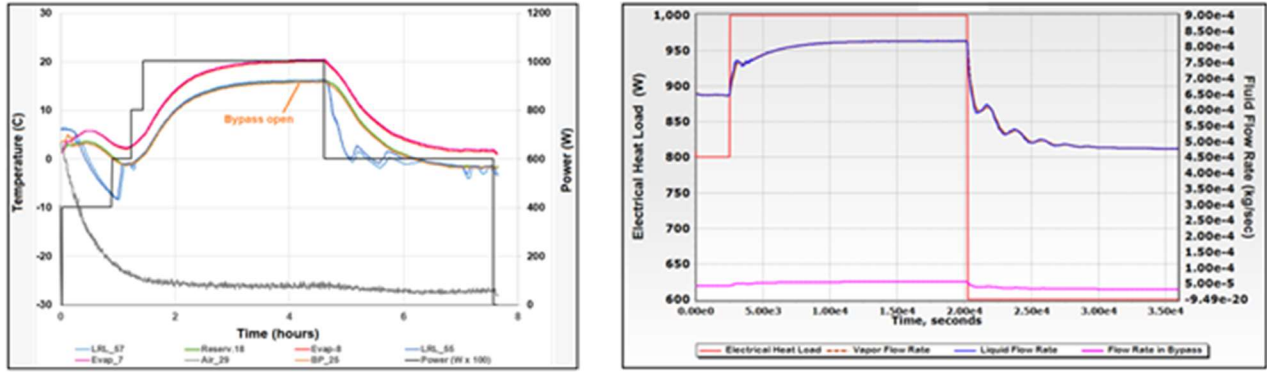 30
20
10
0
-10
-20
-30
Temperature (C)
1200
1000
800
600
400
200
0
Power (W)
Bypass open
0 2 4 6 8
Time (hours)
LRL_57 Reserv.18 Evap-8 LRL_55
Evap_7 Air_29 BP_25 Power (W x 100)
1,000
950
900
850
800
750
700
650
600
Electrical Heat Load (W)
9.00e-4
8.50e-4
8.00e-4
7.50e-4
7.00e-4
6.50e-4
6.00e-4
5.50e-4
5.00e-4
4.50e-4
4.00e-4
3.50e-4
3.00e-4
2.50e-4
2.00e-4
1.50e-4
1.00e-4
5.00e-5
-9.49e-20
Fluid Flow Rate (kg/sec)
0.00e0 5.00e3 1.00e4 1.50e4 2.00e4 2.50e4 3.00e4 3.50e4
Time, seconds
Electrical Heat Load Vapor Flow Rate Liquid Flow Rate Flow Rate in Bypass